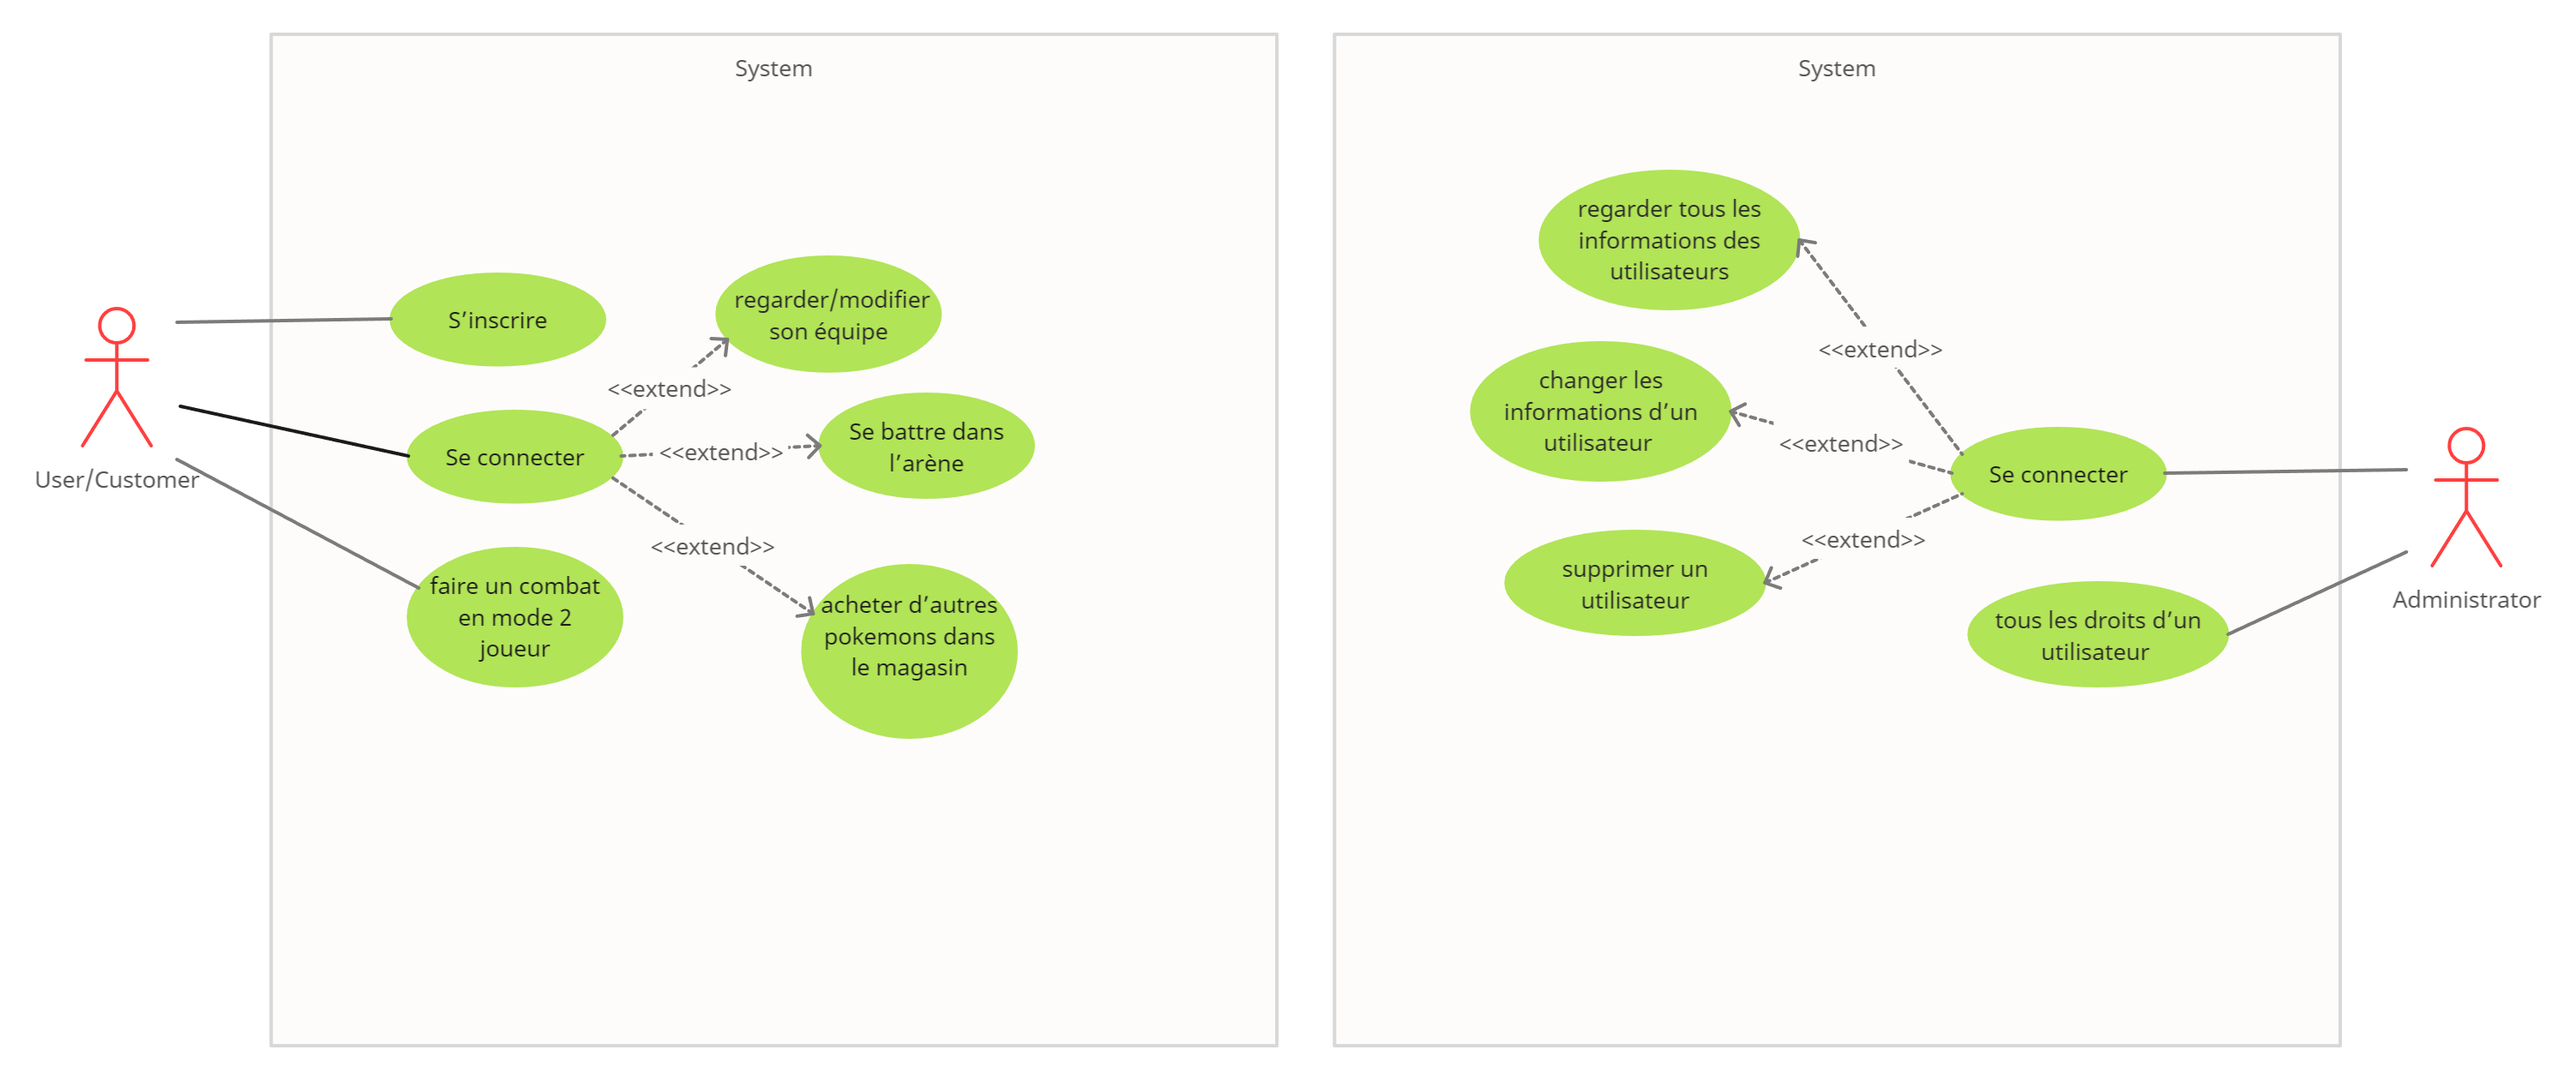 System
S’inscrire
regarder/modifier
son équipe
<<extend>>
Se connecter
<<extend>>
Se battre dans
l’arène
User/Customer
<<extend>>
faire un combat
en mode 2
joueur
acheter d’autres
pokemons dans
le magasin
System
regarder tous les
informations des
utilisateurs
<<extend>>
changer les
informations d’un
utilisateur
<<extend>>
Se connecter
<<extend>>
supprimer un
utilisateur
tous les droits d’un
utilisateur
Administrator